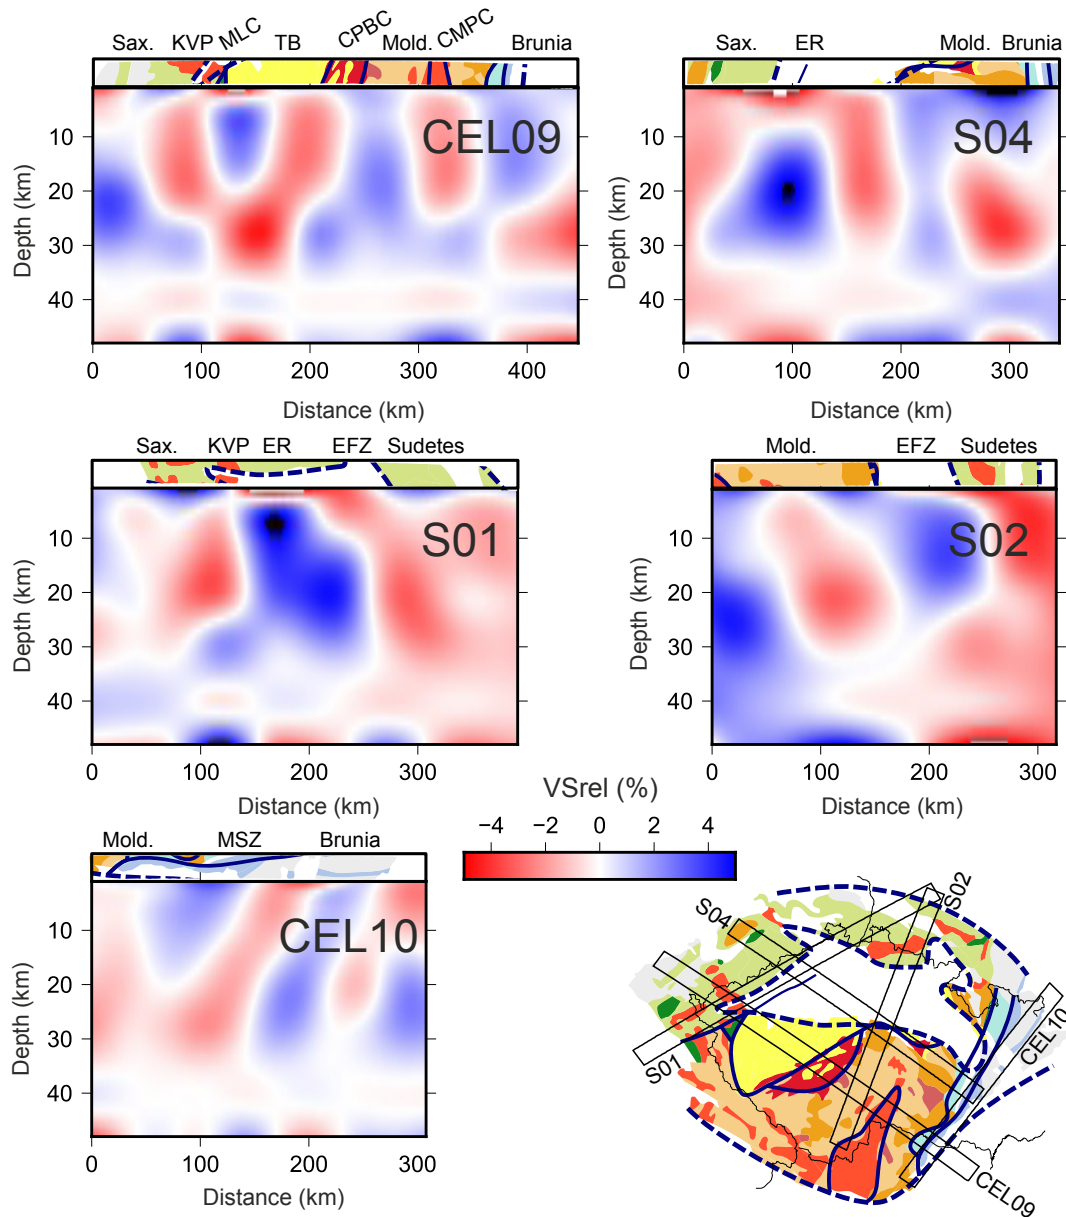 Sax. KVP MLC TB CPBC Mold. CMPC Brunia
CEL09
10
20
30
40
Depth (km)
0 100 200 300 400
Distance (km)
Sax. ER Mold. Brunia
S04
10
20
30
40
Depth (km)
0 100 200 300
Distance (km)
Sax. KVP ER EFZ Sudetes
S01
10
20
30
40
Depth (km)
0 100 200 300
Distance (km)
Mold. EFZ Sudetes
S02
10
20
30
40
Depth (km)
0 100 200 300
Distance (km)
VSrel (%)
−4 −2 0 2 4
Mold. MSZ Brunia
CEL10
10
20
30
40
Depth (km)
0 100 200 300
Distance (km)
S02
S04
S01
CEL10
CEL09